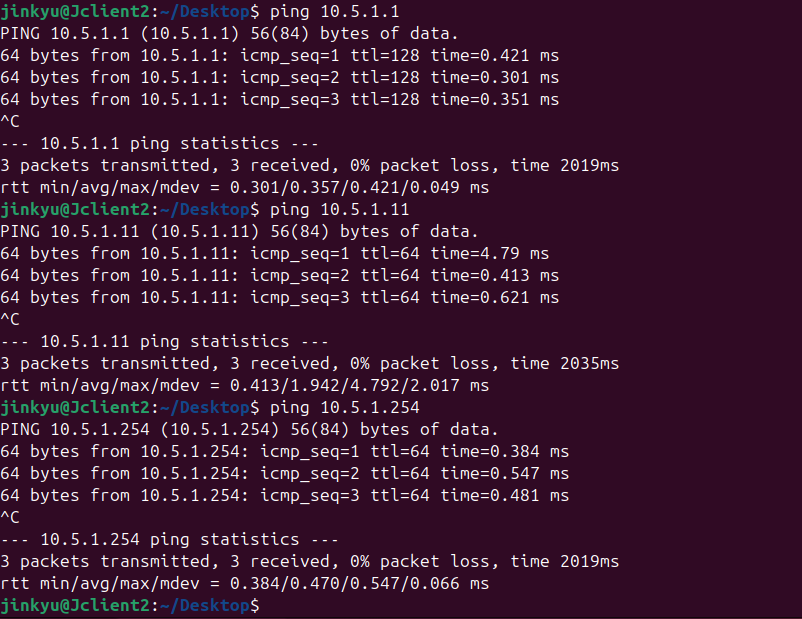 jinkyu@Jclient2:~/Desktop$ ping 10.5.1.1
PING 10.5.1.1 (10.5.1.1) 56(84) bytes of data.
64 bytes from 10.5.1.1: icmp_seq=1 ttl=128 time=0.421 ms
64 bytes from 10.5.1.1: icmp_seq=2 ttl=128 time=0.301 ms
64 bytes from 10.5.1.1: icmp_seq=3 ttl=128 time=0.351 ms
^C
--- 10.5.1.1 ping statistics ---
3 packets transmitted, 3 received, 0% packet loss, time 2019ms
rtt min/avg/max/mdev = 0.301/0.357/0.421/0.049 ms
jinkyu@Jclient2:~/Desktop$ ping 10.5.1.11
PING 10.5.1.11 (10.5.1.11) 56(84) bytes of data.
64 bytes from 10.5.1.11: icmp_seq=1 ttl=64 time=4.79 ms
64 bytes from 10.5.1.11: icmp_seq=2 ttl=64 time=0.413 ms
64 bytes from 10.5.1.11: icmp_seq=3 ttl=64 time=0.621 ms
^C
--- 10.5.1.11 ping statistics ---
3 packets transmitted, 3 received, 0% packet loss, time 2035ms
rtt min/avg/max/mdev = 0.413/1.942/4.792/2.017 ms
jinkyu@Jclient2:~/Desktop$ ping 10.5.1.254
PING 10.5.1.254 (10.5.1.254) 56(84) bytes of data.
64 bytes from 10.5.1.254: icmp_seq=1 ttl=64 time=0.384 ms
64 bytes from 10.5.1.254: icmp_seq=2 ttl=64 time=0.547 ms
64 bytes from 10.5.1.254: icmp_seq=3 ttl=64 time=0.481 ms
^C
--- 10.5.1.254 ping statistics ---
3 packets transmitted, 3 received, 0% packet loss, time 2019ms
rtt min/avg/max/mdev = 0.384/0.470/0.547/0.066 ms
jinkyu@Jclient2:~/Desktop$